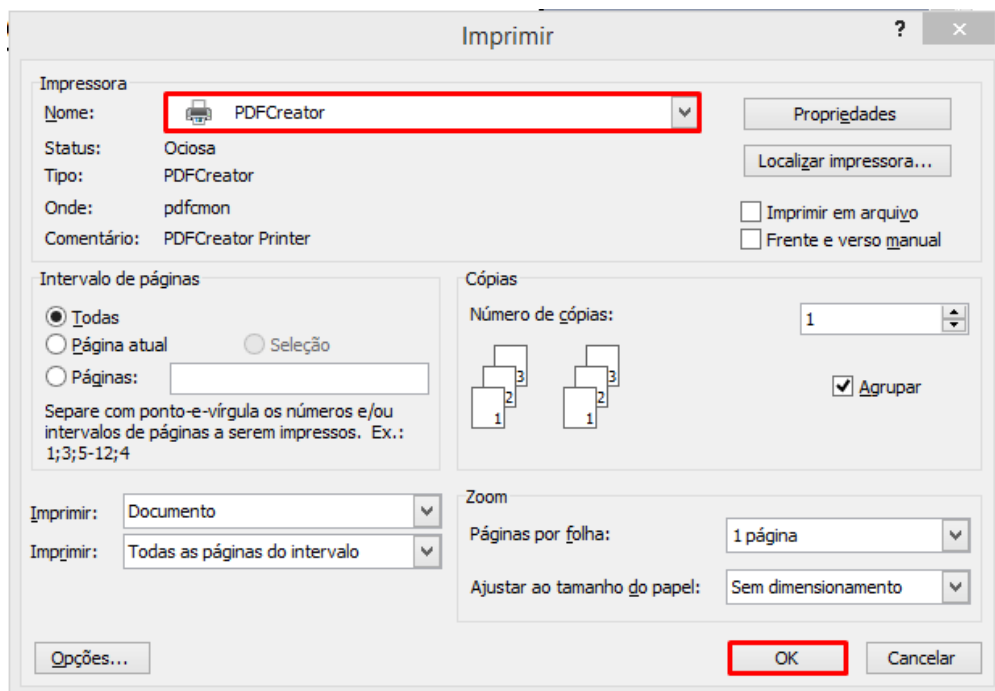 Imprimir
?
Impressora
Nome: PDFCreator Propriedades
Status: Ociosa
Localizar impressora...
Tipo: PDFCreator
Onde: pdfcmon
Imprimir em arquivo
Comentário: PDFCreator Printer
Frente e verso manual
Intervalo de páginas
Todas
Página atual Seleção
Páginas:
Separe com ponto-e-vírgula os números e/ou
intervalos de páginas a serem impressos. Ex.:
1;3;5-12;4
Cópias
Número de cópias: 1
3 3
2 2
1 1
Agrupar
Imprimir: Documento
Imprimir: Todas as páginas do intervalo
Zoom
Páginas por folha: 1 página
Ajustar ao tamanho do papel: Sem dimensionamento
Opções... OK Cancelar